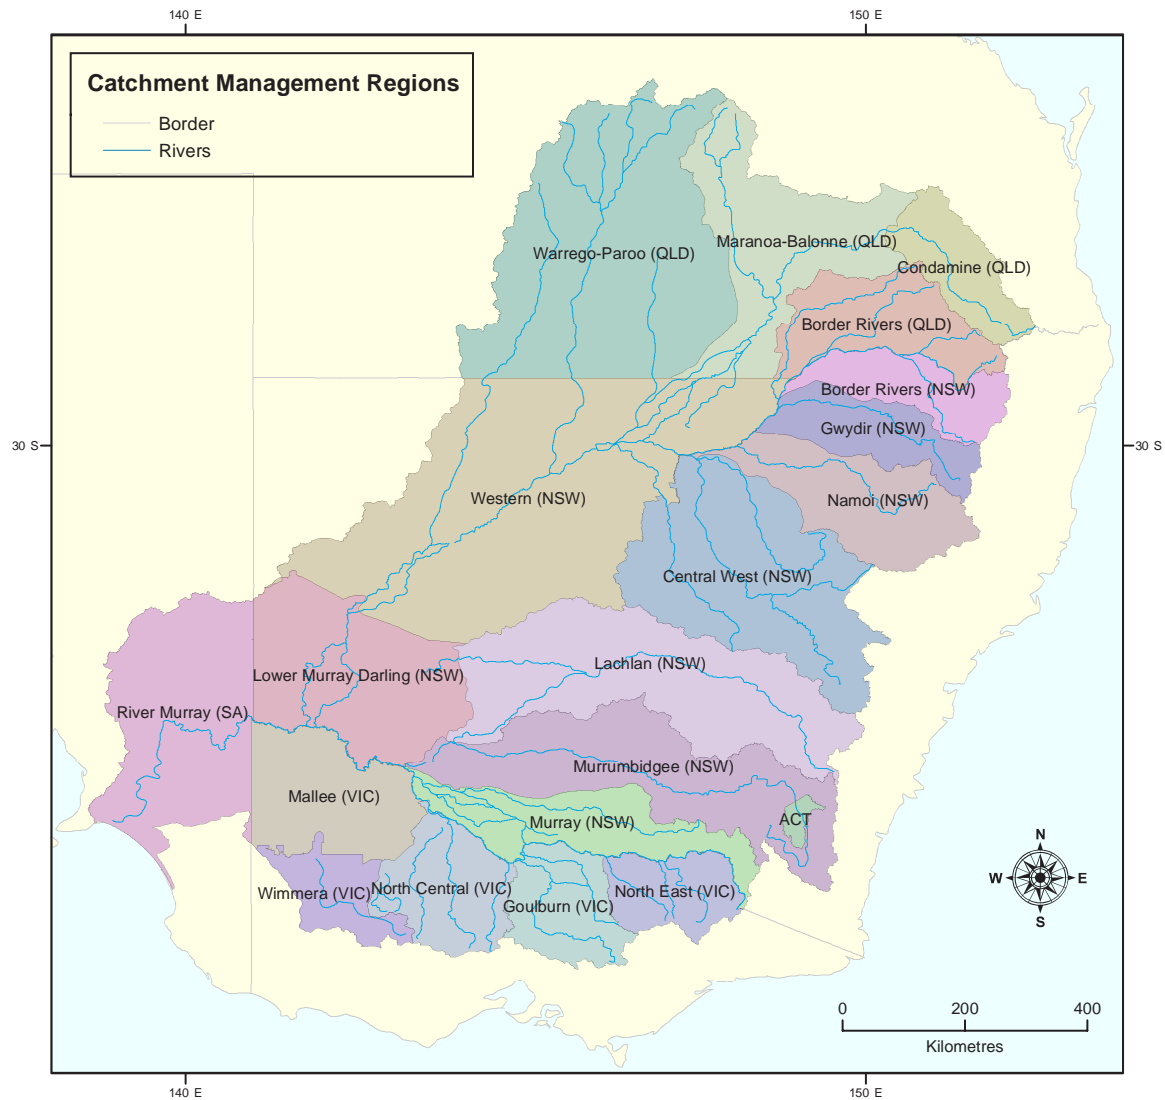 140 E
150 E
Catchment Management Regions
Border
Rivers
Maranoa-Balonne (QLD)
Warrego-Paroo (QLD)
Condamine (QLD)
Border Rivers (QLD)
Border Rivers (NSW)
Gwydir (NSW)
30 S
30 S
Western (NSW)
Namoi (NSW)
Central West (NSW)
Lachlan (NSW)
Lower Murray Darling (NSW)
River Murray (SA)
Murrumbidgee (NSW)
Mallee (VIC)
Murray (NSW)
ACT
N
W
E
S
North Central (VIC)
Wimmera (VIC)
North East (VIC)
Goulburn (VIC)
0
200
400
Kilometres
140 E
150 E